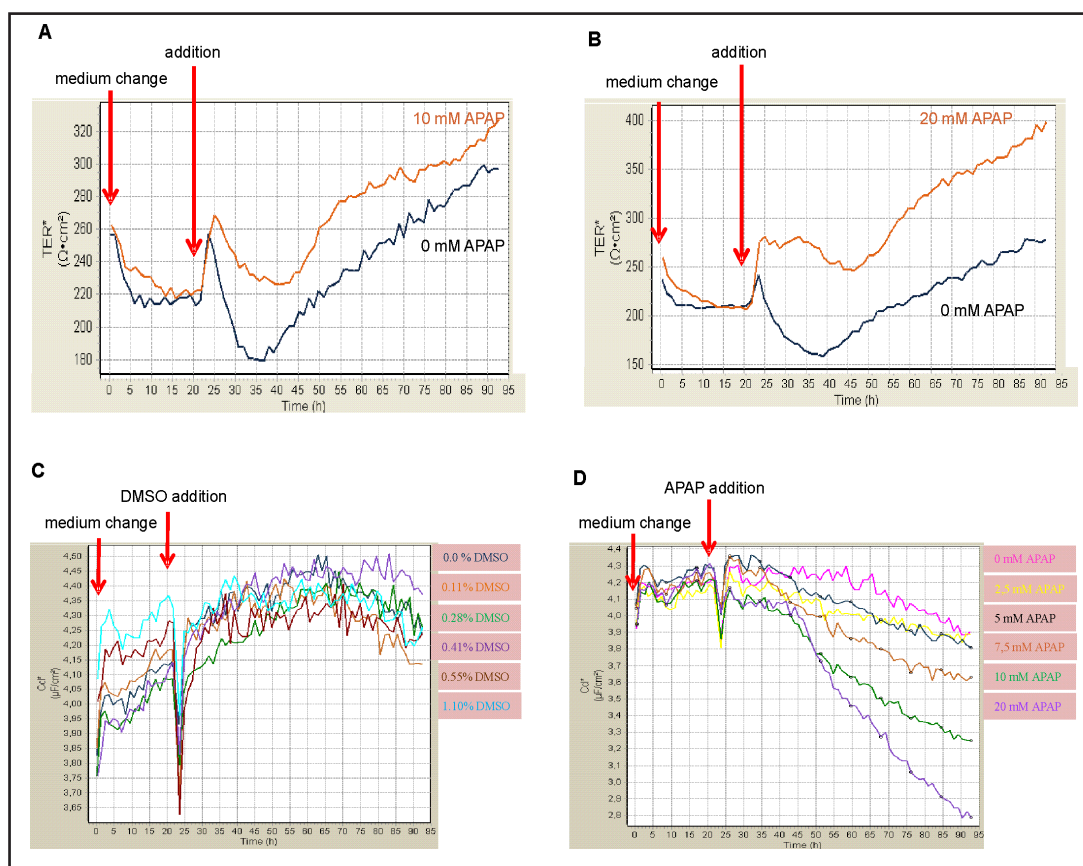 A
addition
medium change
10 mM APAP
0 mM APAP
TER*
(Ω•cm²)
320
300
280
260
240
220
200
180
0 5 10 15 20 25 30 35 40 45 50 55 60 65 70 75 80 85 90 95
Time (h)
B
addition
medium change
20 mM APAP
0 mM APAP
TER*
(Ω•cm²)
400
350
300
250
200
150
0 5 10 15 20 25 30 35 40 45 50 55 60 65 70 75 80 85 90 95
Time (h)
C
DMSO addition
medium change
4,50
4,45
4,40
4,35
4,30
4,25
4,20
4,15
4,10
4,05
4,00
3,95
3,90
3,85
3,80
3,75
3,70
3,65
Cd*
(µF/cm²)
0 5 10 15 20 25 30 35 40 45 50 55 60 65 70 75 80 85 90 95
Time (h)
0.0 % DMSO
0.11% DMSO
0.28% DMSO
0.41% DMSO
0.55% DMSO
1.10% DMSO
D
APAP addition
medium change
4,4
4,3
4,2
4,1
4,0
3,9
3,8
3,7
3,6
3,5
3,4
3,3
3,2
3,1
3,0
2,9
2,8
Cd*
(µF/cm²)
0 5 10 15 20 25 30 35 40 45 50 55 60 65 70 75 80 85 90 95
Time (h)
0 mM APAP
2,5 mM APAP
5 mM APAP
7,5 mM APAP
10 mM APAP
20 mM APAP